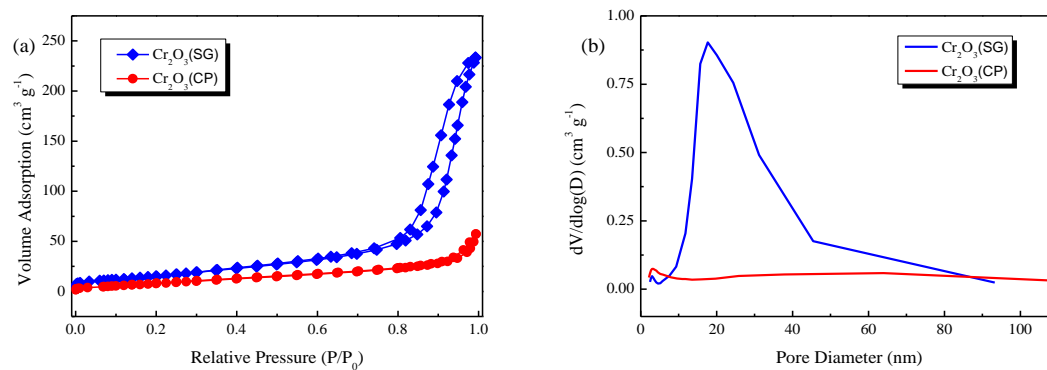 (a)
Cr₂O₃(SG)
Cr₂O₃(CP)
Volume Adsorption (cm³ g⁻¹)
250
200
150
100
50
0
0.0 0.2 0.4 0.6 0.8 1.0
Relative Pressure (P/P₀)
(b)
Cr₂O₃(SG)
Cr₂O₃(CP)
dV/dlog(D) (cm³ g⁻¹)
1.00
0.75
0.50
0.25
0.00
0 20 40 60 80 100
Pore Diameter (nm)